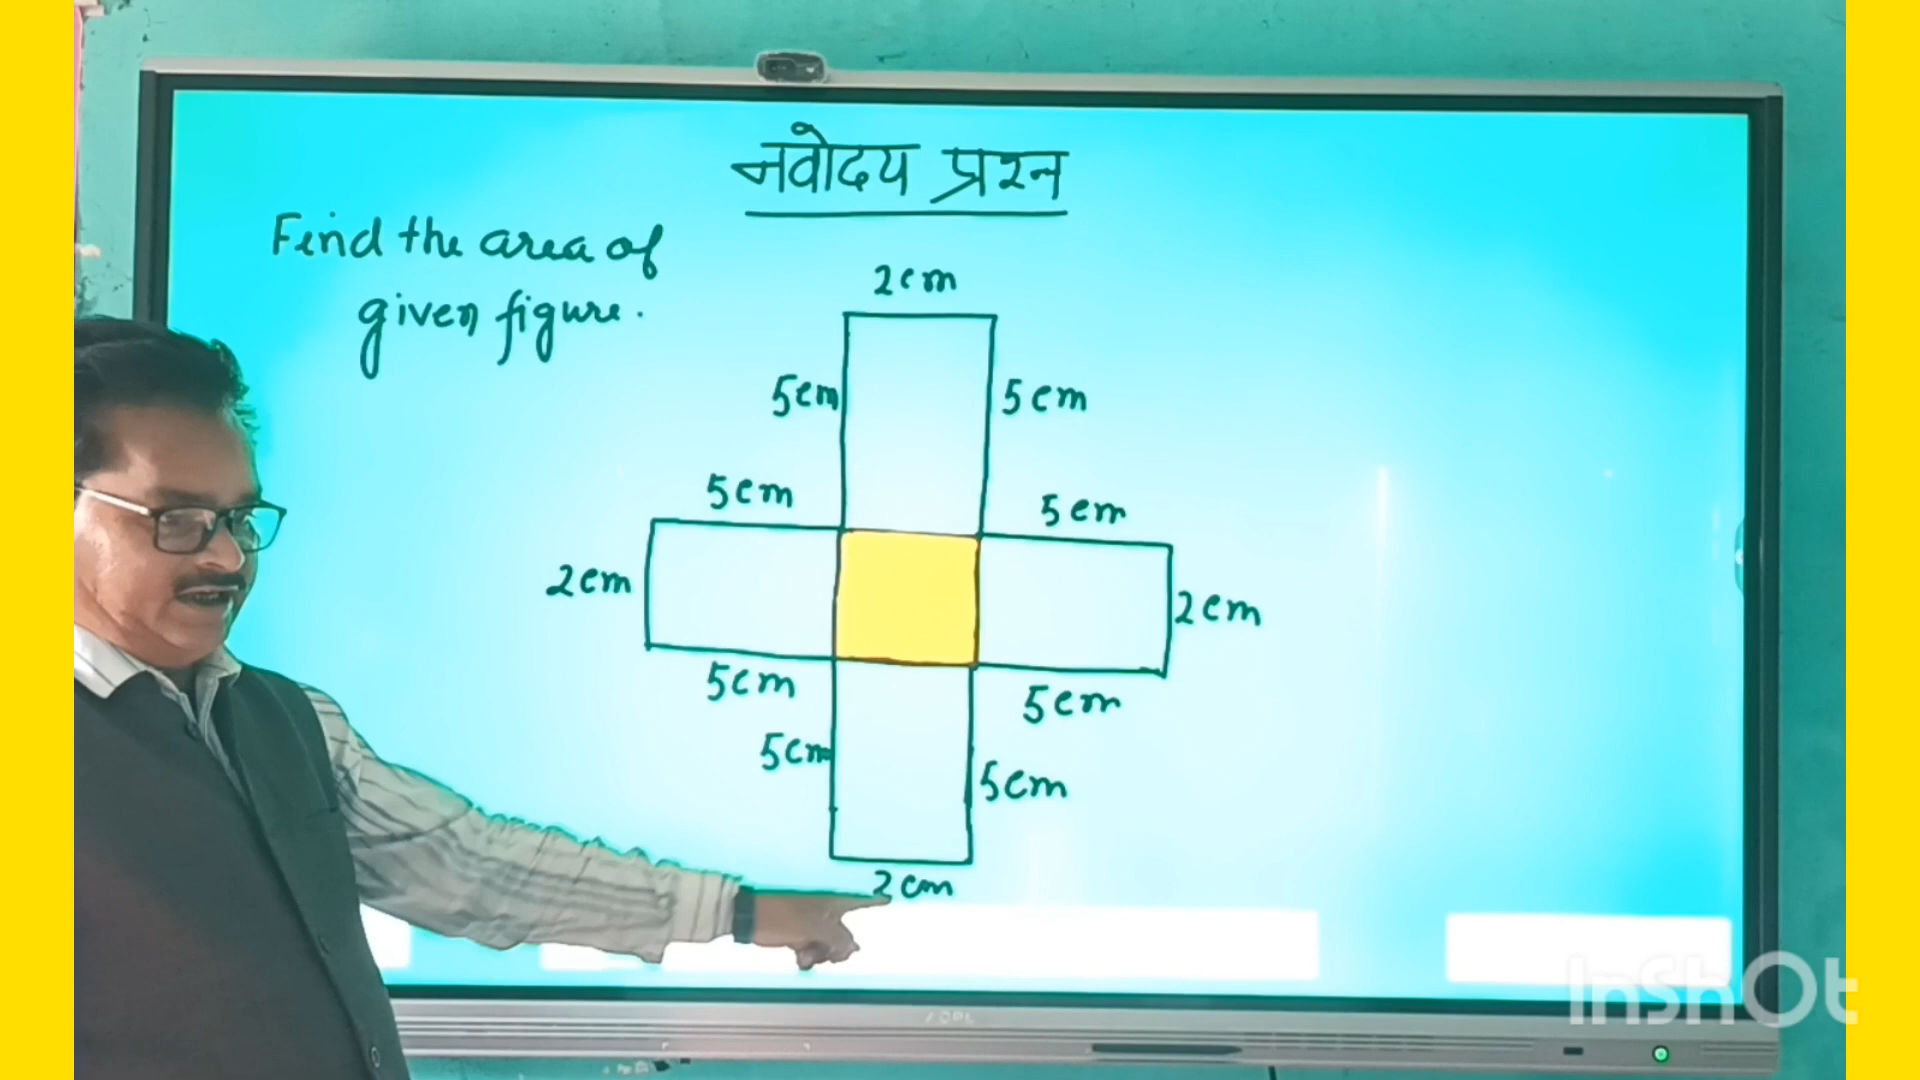 नवोदय प्रश्न
Find the area of
given figure.
2cm
5cm
5cm
5cm
5cm
2cm
2cm
5cm
5cm
5cm
5cm
2cm
InShOt